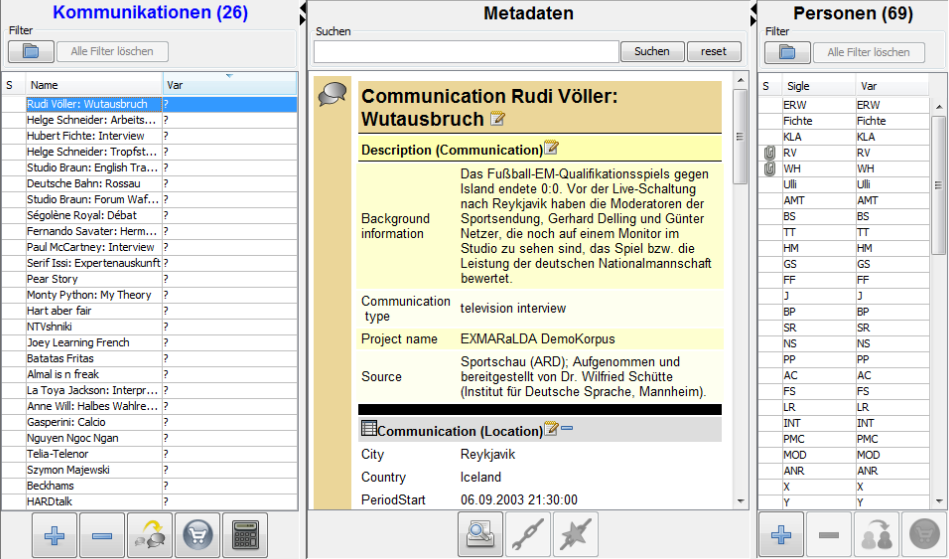 Kommunikationen (26)
Filter
Alle Filter löschen
S Name Var
Rudi Völler: Wutausbruch ?
Helge Schneider: Arbeits... ?
Hubert Fichte: Interview ?
Helge Schneider: Tropfst... ?
Studio Braun: English Tra... ?
Deutsche Bahn: Rossau ?
Studio Braun: Forum Waf... ?
Ségolène Royal: Débat ?
Fernando Savater: Herm... ?
Paul McCartney: Interview ?
Serif Issi: Expertenauskunft ?
Pear Story ?
Monty Python: My Theory ?
Hart aber fair ?
NTVshniki ?
Joey Learning French ?
Batatas Fritas ?
Almal is n freak ?
La Toya Jackson: Interpr... ?
Anne Will: Halbes Wahlre... ?
Gasperini: Calcio ?
Nguyen Ngoc Ngan ?
Telia-Telenor ?
Szymon Majewski ?
Beckhams ?
HARDtalk ?
Metadaten
Suchen
Suchen reset
Communication Rudi Völler:
Wutausbruch
Description (Communication)
Background
information
Das Fußball-EM-Qualifikationsspiels gegen
Island endete 0:0. Vor der Live-Schaltung
nach Reykjavik haben die Moderatoren der
Sportsendung, Gerhard Delling und Günter
Netzer, die noch auf einem Monitor im
Studio zu sehen sind, das Spiel bzw. die
Leistung der deutschen Nationalmannschaft
bewertet.
Communication
type
television interview
Project name EXMARaLDA DemoKorpus
Source
Sportschau (ARD); Aufgenommen und
bereitgestellt von Dr. Wilfried Schütte
(Institut für Deutsche Sprache, Mannheim).
Communication (Location)
City Reykjavik
Country Iceland
PeriodStart 06.09.2003 21:30:00
Personen (69)
Filter
Alle Filter löschen
S Sigle Var
ERW ERW
Fichte Fichte
KLA KLA
RV RV
WH WH
Ulli Ulli
AMT AMT
BS BS
TT TT
HM HM
GS GS
FF FF
J J
BP BP
SR SR
NS NS
PP PP
AC AC
FS FS
LR LR
INT INT
PMC PMC
MOD MOD
ANR ANR
X X
Y Y